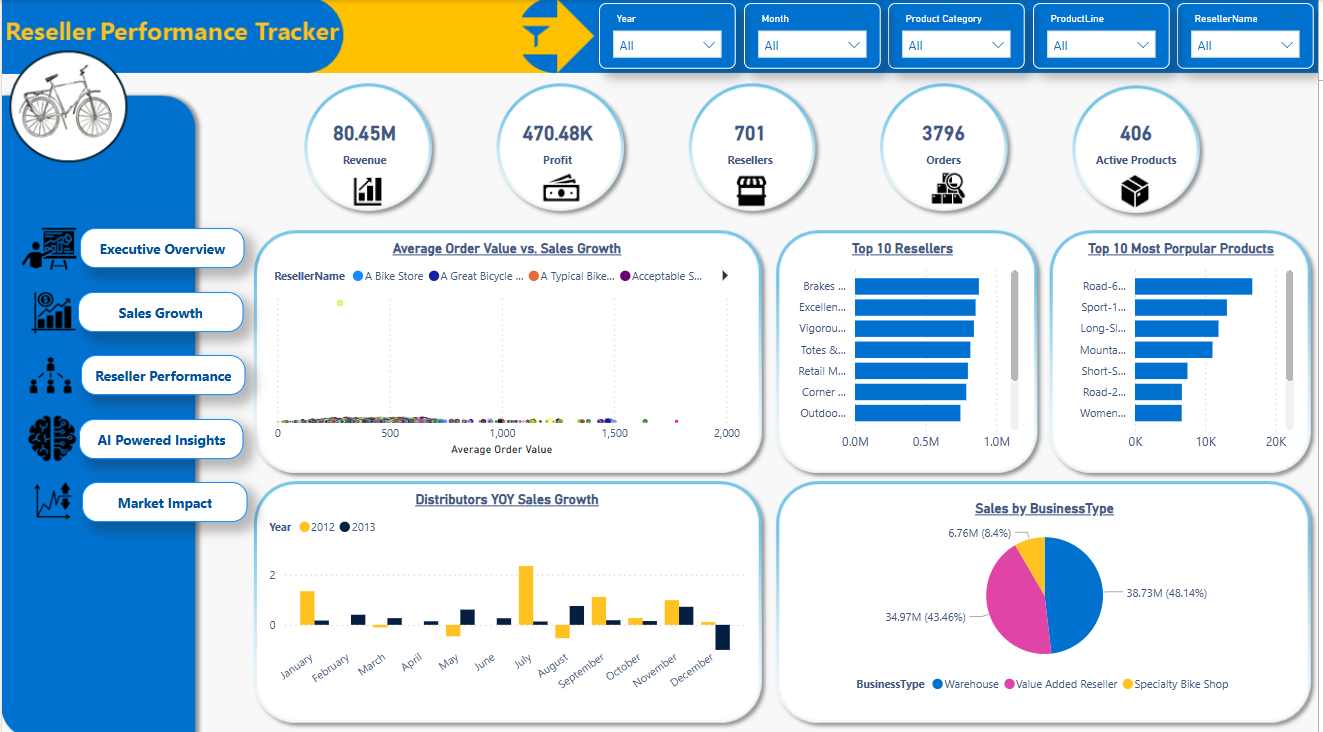 Reseller Performance Tracker
Year
All
Month
All
Product Category
All
ProductLine
All
ResellerName
All
80.45M
Revenue
470.48K
Profit
701
Resellers
3796
Orders
406
Active Products
Executive Overview
Sales Growth
Reseller Performance
AI Powered Insights
Market Impact
Average Order Value vs. Sales Growth
ResellerName A Bike Store A Great Bicycle ... A Typical Bike... Acceptable S...
0 500 1,000 1,500 2,000
Average Order Value
Top 10 Resellers
Brakes ...
Excellen...
Vigorou...
Totes &...
Retail M...
Corner ...
Outdoo...
0.0M 0.5M 1.0M
Top 10 Most Porpular Products
Road-6...
Sport-1...
Long-Sl...
Mounta...
Short-S...
Road-2...
Women...
0K 10K 20K
Distributors YOY Sales Growth
Year 2012 2013
2
0
January February March April May June July August September October November December
Sales by BusinessType
6.76M (8.4%)
38.73M (48.14%)
34.97M (43.46%)
BusinessType Warehouse Value Added Reseller Specialty Bike Shop